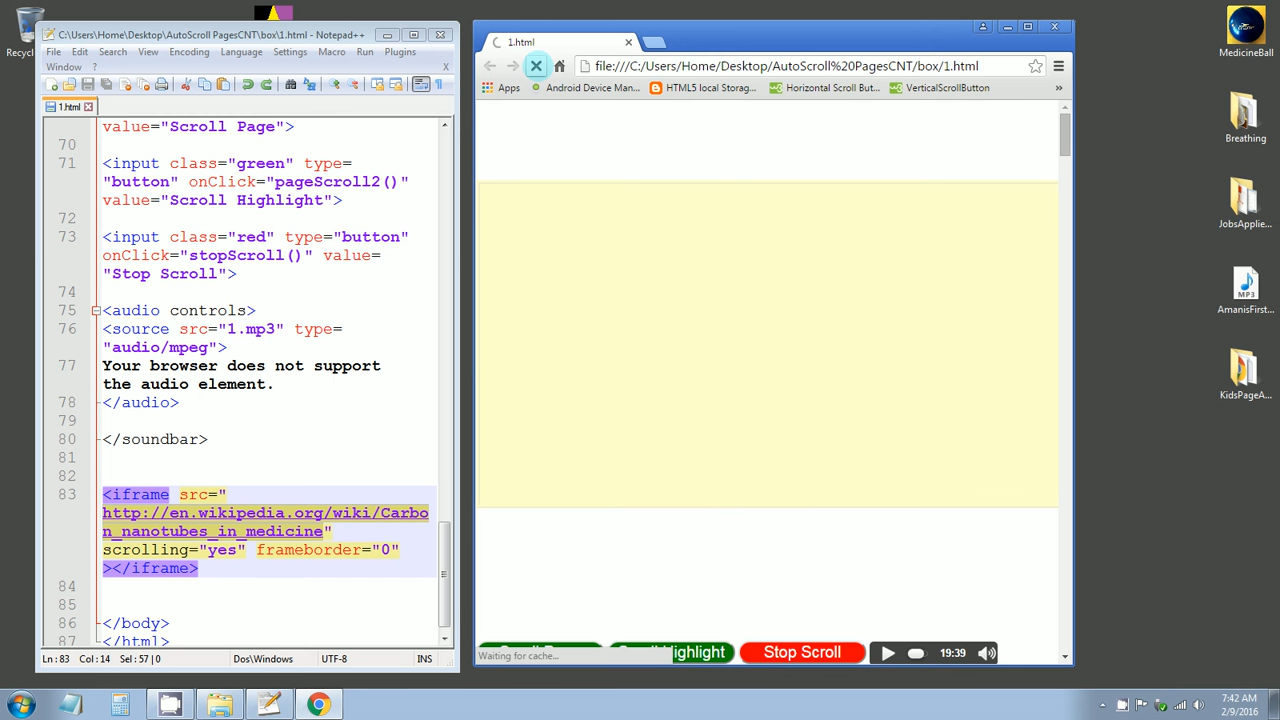 Recycl
C:\Users\Home\Desktop\AutoScroll PagesCNT\box\1.html - Notepad++
File Edit Search View Encoding Language Settings Macro Run Plugins
Window ? X
1.html
value="Scroll Page">
70
71 <input class="green" type=
"button" onClick="pageScroll2()"
value="Scroll Highlight">
72
73 <input class="red" type="button"
onClick="stopScroll()" value=
"Stop Scroll">
74
75 <audio controls>
76 <source src="1.mp3" type=
"audio/mpeg">
77 Your browser does not support
the audio element.
78 </audio>
79
80 </soundbar>
81
82
83 <iframe src="
http://en.wikipedia.org/wiki/Carbo
n_nanotubes_in_medicine"
scrolling="yes" frameborder="0"
></iframe>
84
85
86 </body>
87 </html>
Ln:83 Col:14 Sel:57|0 Dos\Windows UTF-8 INS
1.html
file:///C:/Users/Home/Desktop/AutoScroll%20PagesCNT/box/1.html
Apps Android Device Man... HTML5 local Storag... Horizontal Scroll But... VerticalScrollButton »
Highlight Stop Scroll 19:39
Waiting for cache...
MedicineBall
Breathing
JobsApplie...
MP3
AmanisFirst...
KidsPageA...
7:42 AM
2/9/2016